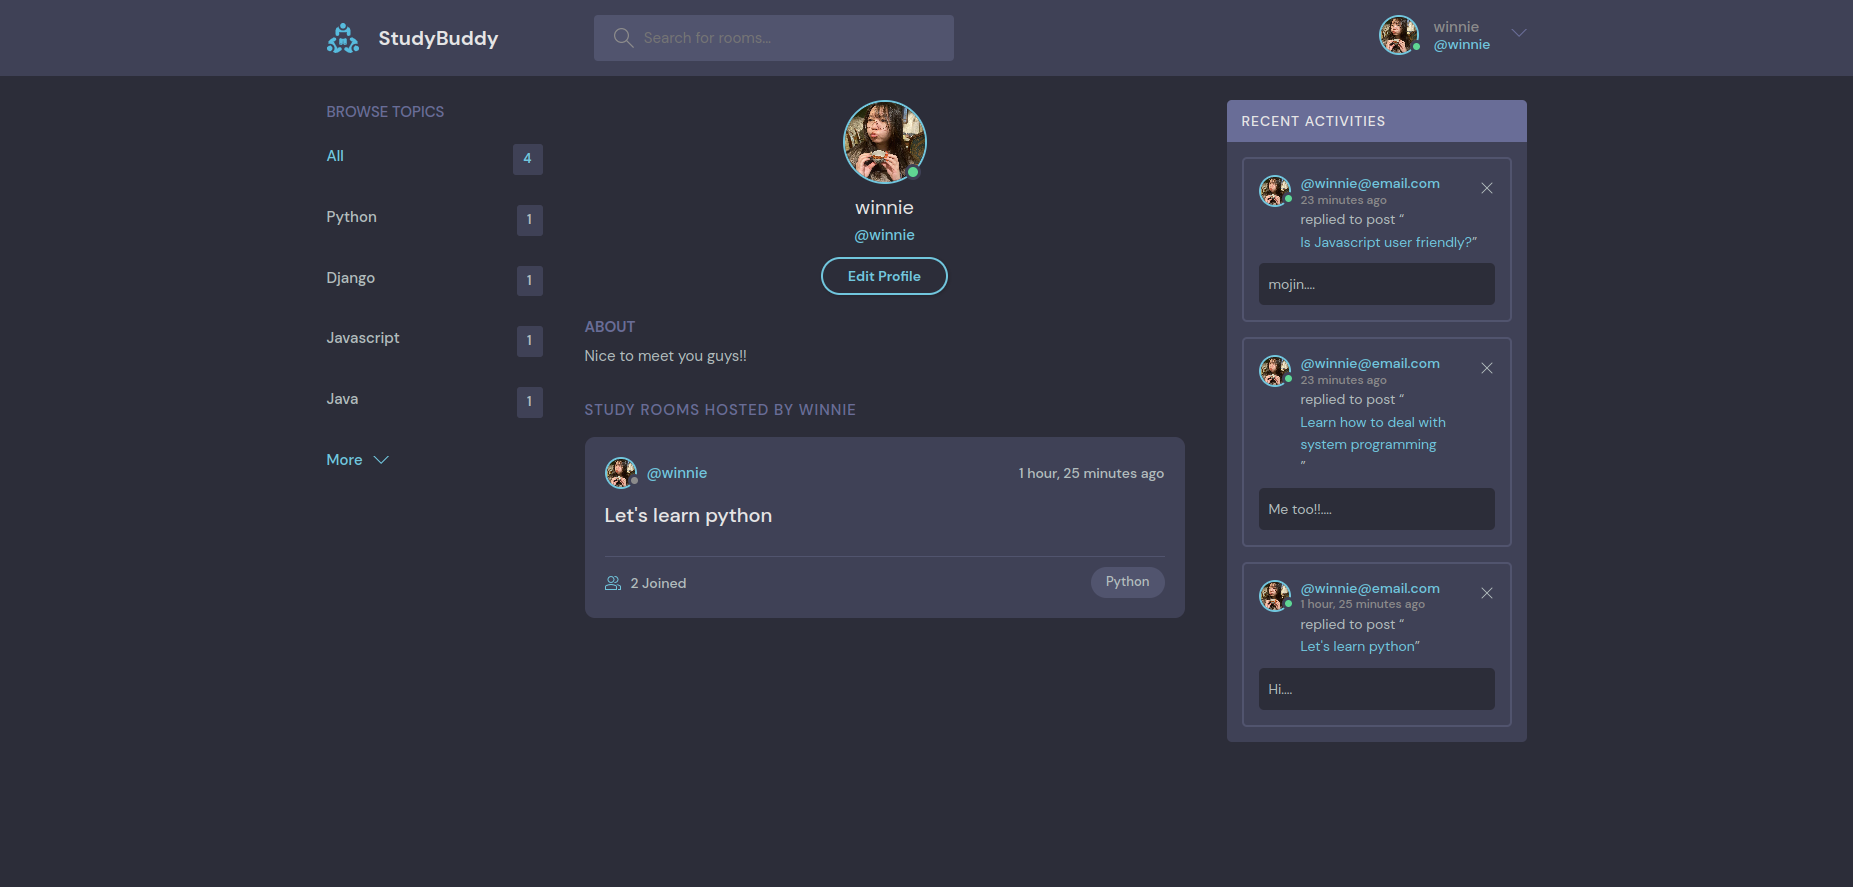 StudyBuddy
Search for rooms...
winnie
@winnie
BROWSE TOPICS
All 4
Python 1
Django 1
Javascript 1
Java 1
More
winnie
@winnie
Edit Profile
ABOUT
Nice to meet you guys!!
STUDY ROOMS HOSTED BY WINNIE
@winnie 1 hour, 25 minutes ago
Let's learn python
2 Joined Python
RECENT ACTIVITIES
@winnie@email.com
23 minutes ago
replied to post “
Is Javascript user friendly?”
mojin....
@winnie@email.com
23 minutes ago
replied to post “
Learn how to deal with
system programming
”
Me too!!....
@winnie@email.com
1 hour, 25 minutes ago
replied to post “
Let's learn python”
Hi....